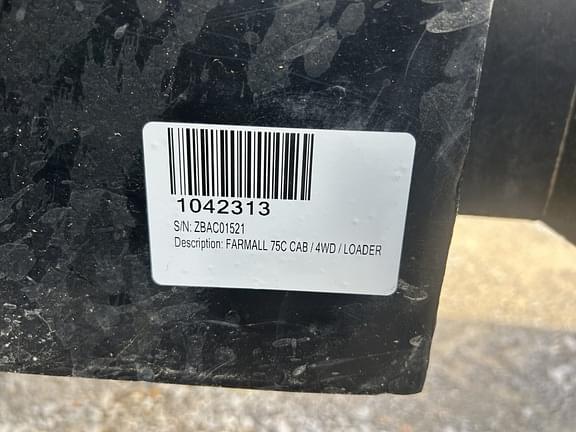 1042313
S/N: ZBAC01521
Description: FARMALL 75C CAB / 4WD / LOADER